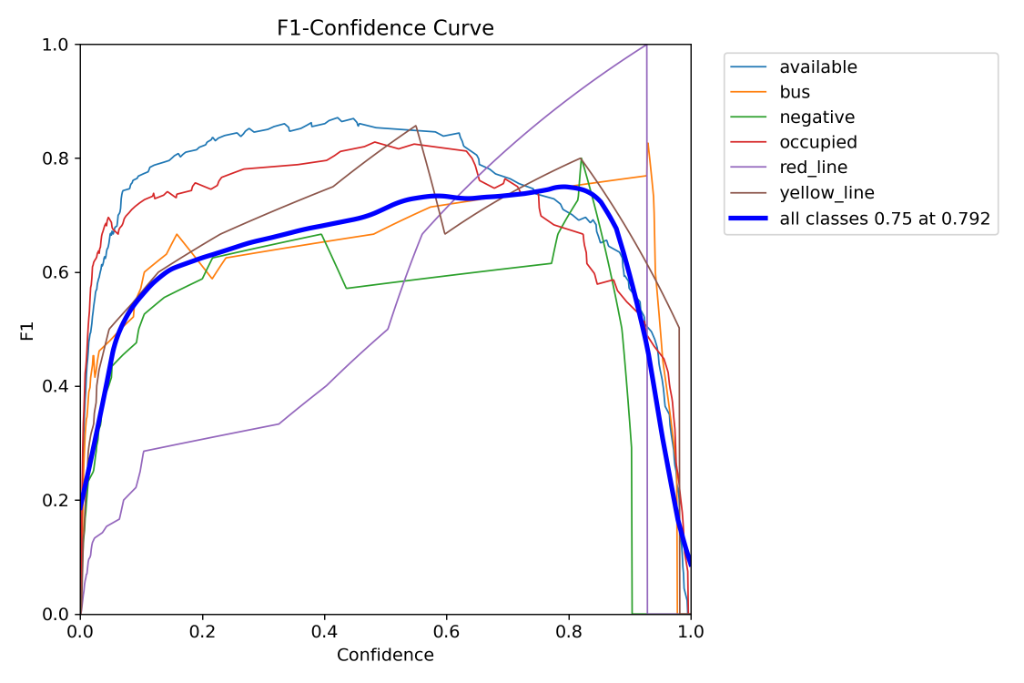 F1-Confidence Curve
1.0
0.8
0.6
0.4
0.2
0.0
F1
0.0 0.2 0.4 0.6 0.8 1.0
Confidence
available
bus
negative
occupied
red_line
yellow_line
all classes 0.75 at 0.792